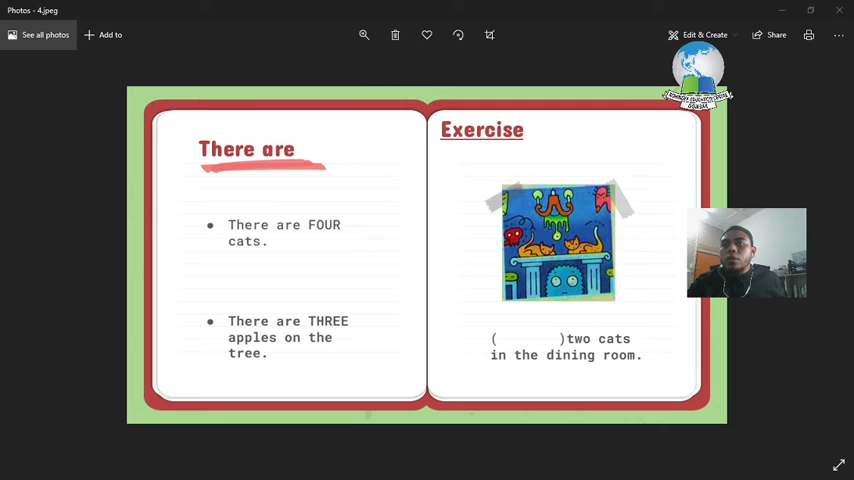 Photos - 4.jpeg
See all photos
Add to
Edit & Create
Share
There are
There are FOUR
cats.
There are THREE
apples on the
tree.
Exercise
( )two cats
in the dining room.